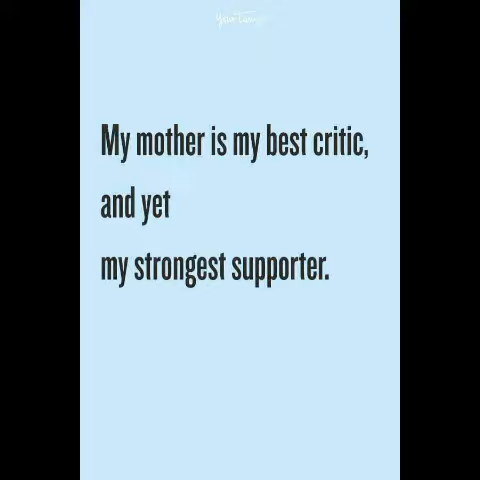 My mother is my best critic,
and yet
my strongest supporter.